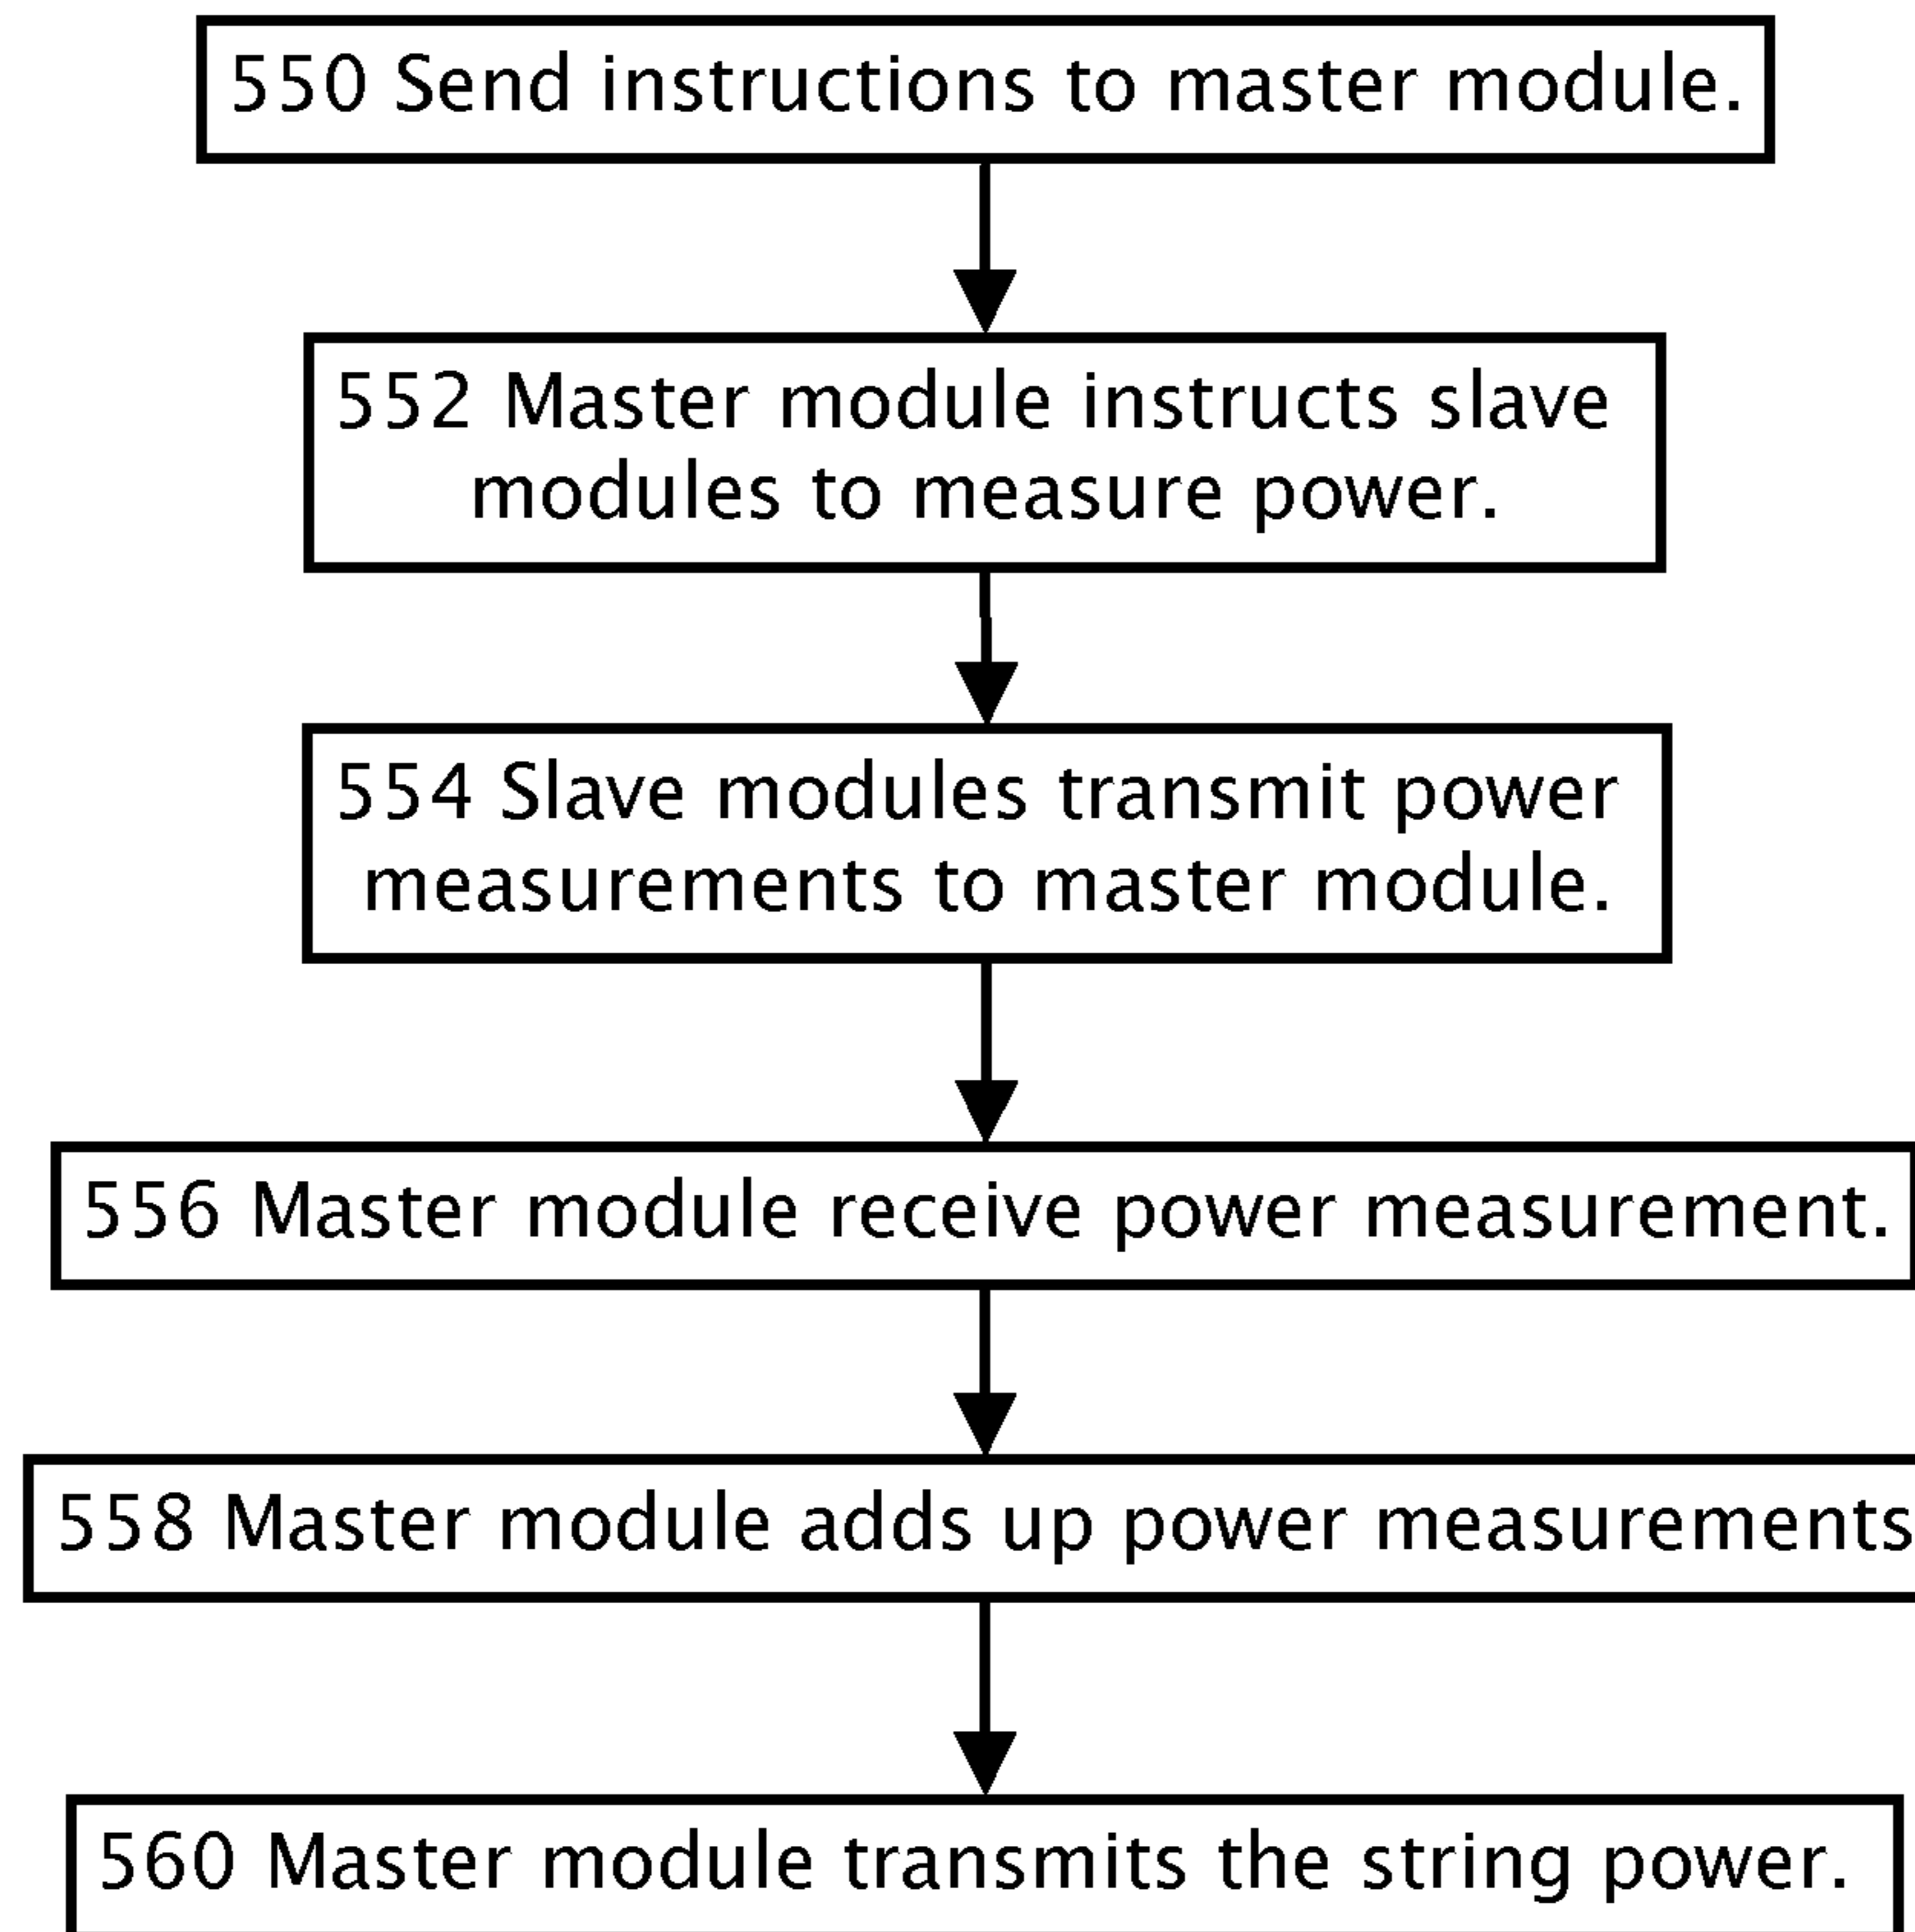 550 Send instructions to master module.
552 Master module instructs slave
modules to measure power.
554 Slave modules transmit power
measurements to master module.
556 Master module receive power measurement.
558 Master module adds up power measurements
560 Master module transmits the string power.